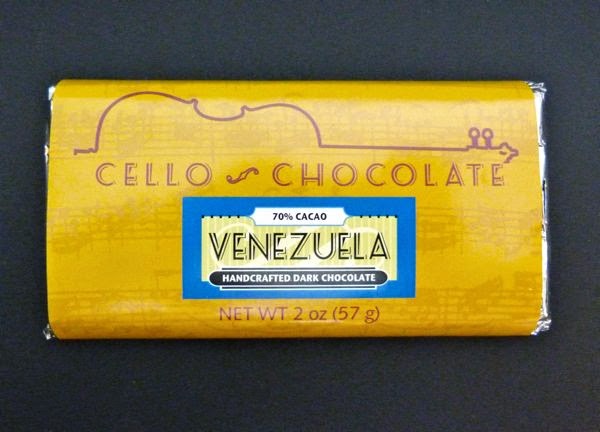 CELLO CHOCOLATE
70% CACAO
VENEZUELA
HANDCRAFTED DARK CHOCOLATE
NET WT 2 oz (57 g)